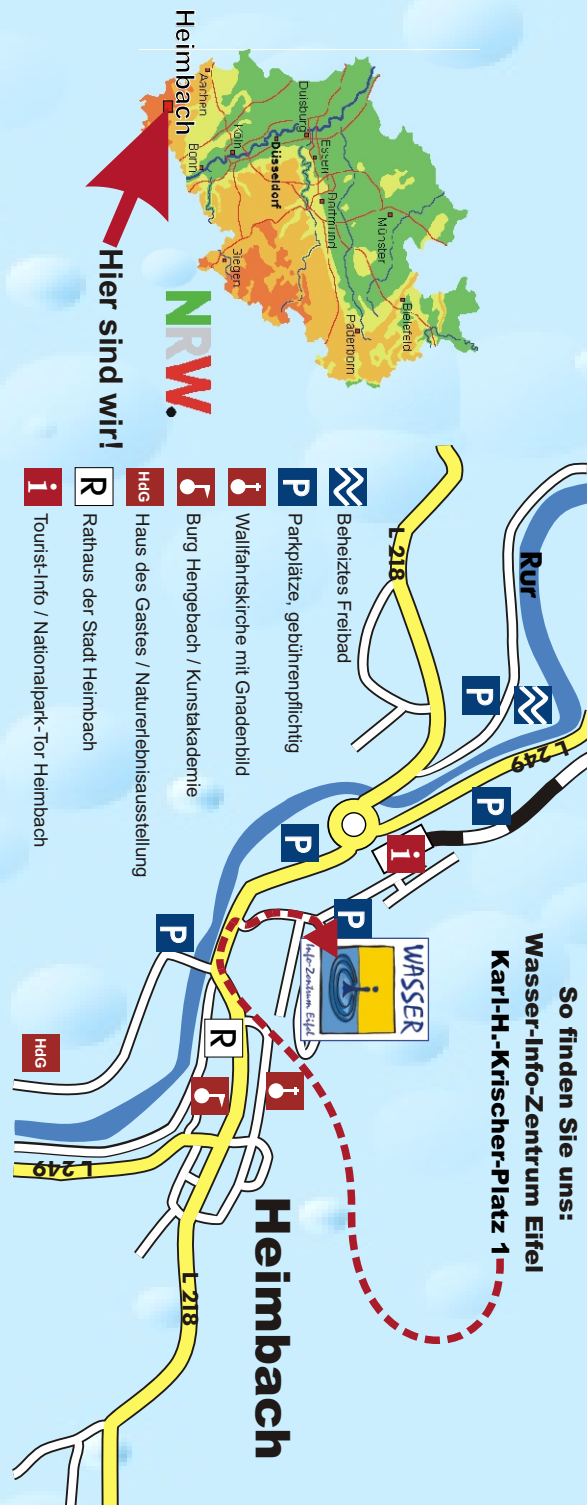 Heimbach
Aachen
Köln
Bonn
Duisburg
Essen
Düsseldorf
Dortmund
Münster
Siegen
Bielefeld
Paderborn
Hier sind wir!
NRW.
Beheiztes Freibad
P Parkplätze, gebührenpflichtig
Wallfahrtskirche mit Gnadenbild
Burg Hengebach / Kunstakademie
HdG Haus des Gastes / Naturerlebnisausstellung
R Rathaus der Stadt Heimbach
i Tourist-Info / Nationalpark-Tor Heimbach
L 218
Rur
P
L 249
P
P
i
P
P
WASSER
Info-Zentrum Eifel
So finden Sie uns:
Wasser-Info-Zentrum Eifel
Karl-H.-Krischer-Platz 1
R
HdG
L 249
Heimbach
L 218